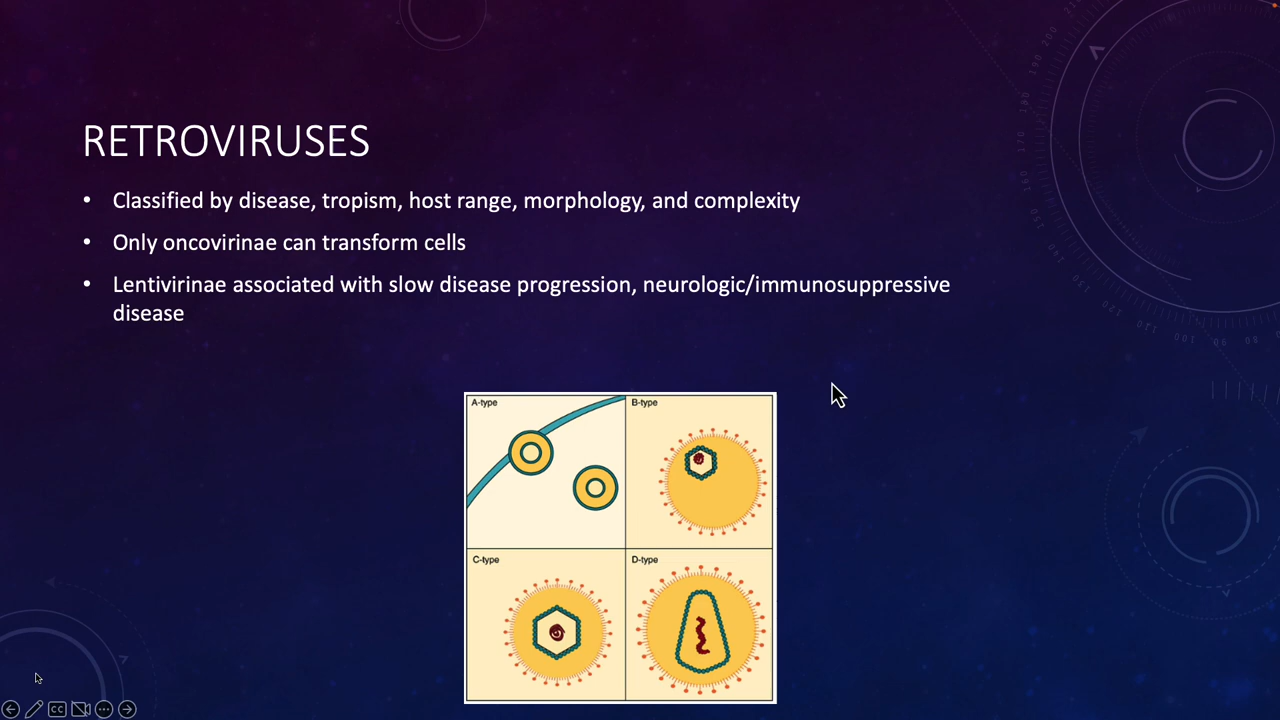 RETROVIRUSES
• Classified by disease, tropism, host range, morphology, and complexity
• Only oncovirinae can transform cells
• Lentivirinae associated with slow disease progression, neurologic/immunosuppressive
disease
A-type
B-type
C-type
D-type
CC